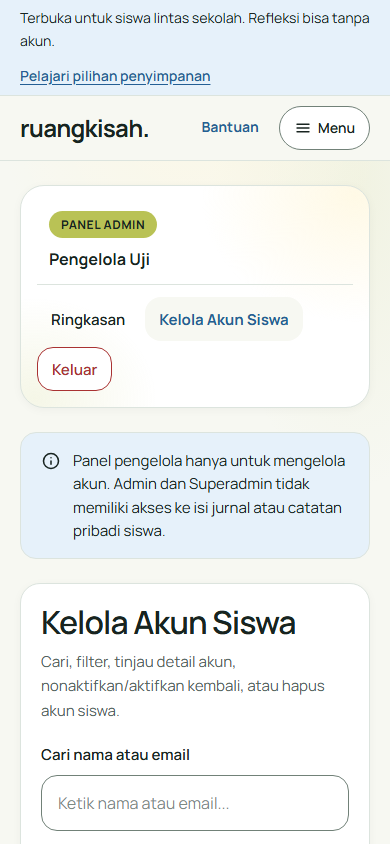 Terbuka untuk siswa lintas sekolah. Refleksi bisa tanpa
akun.
Pelajari pilihan penyimpanan
ruangkisah.
Bantuan
Menu
PANEL ADMIN
Pengelola Uji
Ringkasan
Kelola Akun Siswa
Keluar
Panel pengelola hanya untuk mengelola
akun. Admin dan Superadmin tidak
memiliki akses ke isi jurnal atau catatan
pribadi siswa.
Kelola Akun Siswa
Cari, filter, tinjau detail akun,
nonaktifkan/aktifkan kembali, atau hapus
akun siswa.
Cari nama atau email
Ketik nama atau email...